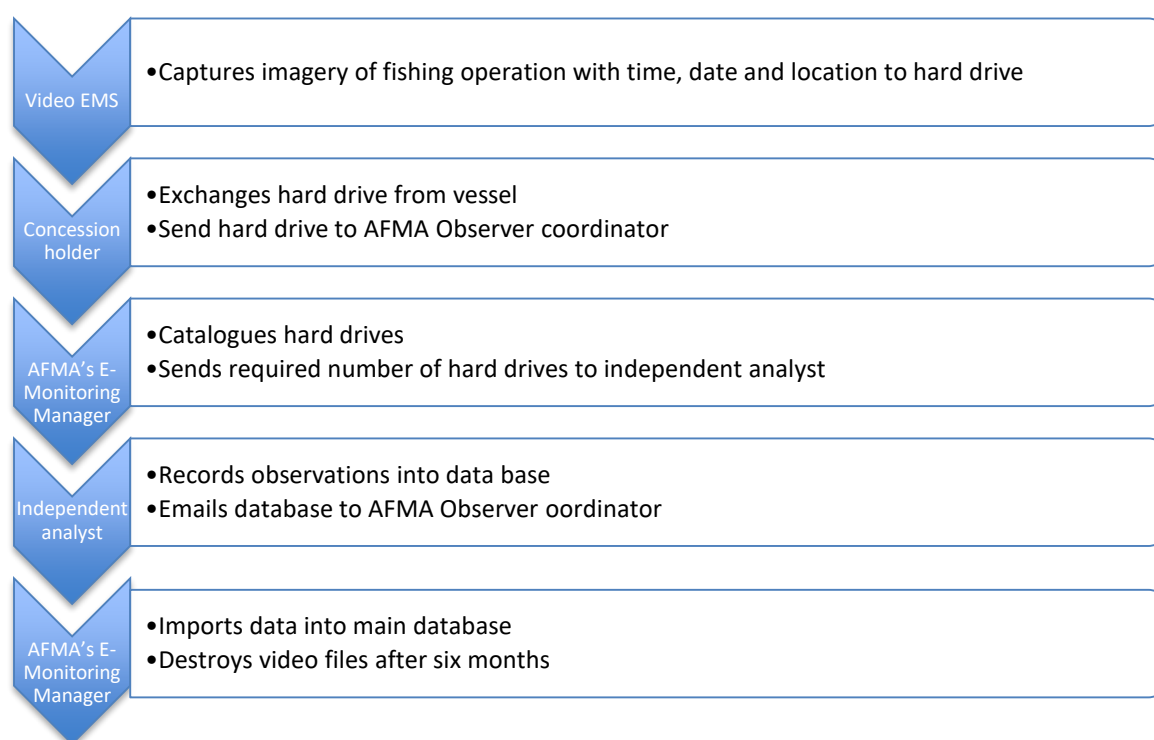 Video EMS
•Captures imagery of fishing operation with time, date and location to hard drive
Concession
holder
•Exchanges hard drive from vessel
•Send hard drive to AFMA Observer coordinator
AFMA's E-
Monitoring
Manager
•Catalogues hard drives
•Sends required number of hard drives to independent analyst
Independent
analyst
•Records observations into data base
•Emails database to AFMA Observer oordinator
AFMA's E-
Monitoring
Manager
•Imports data into main database
•Destroys video files after six months